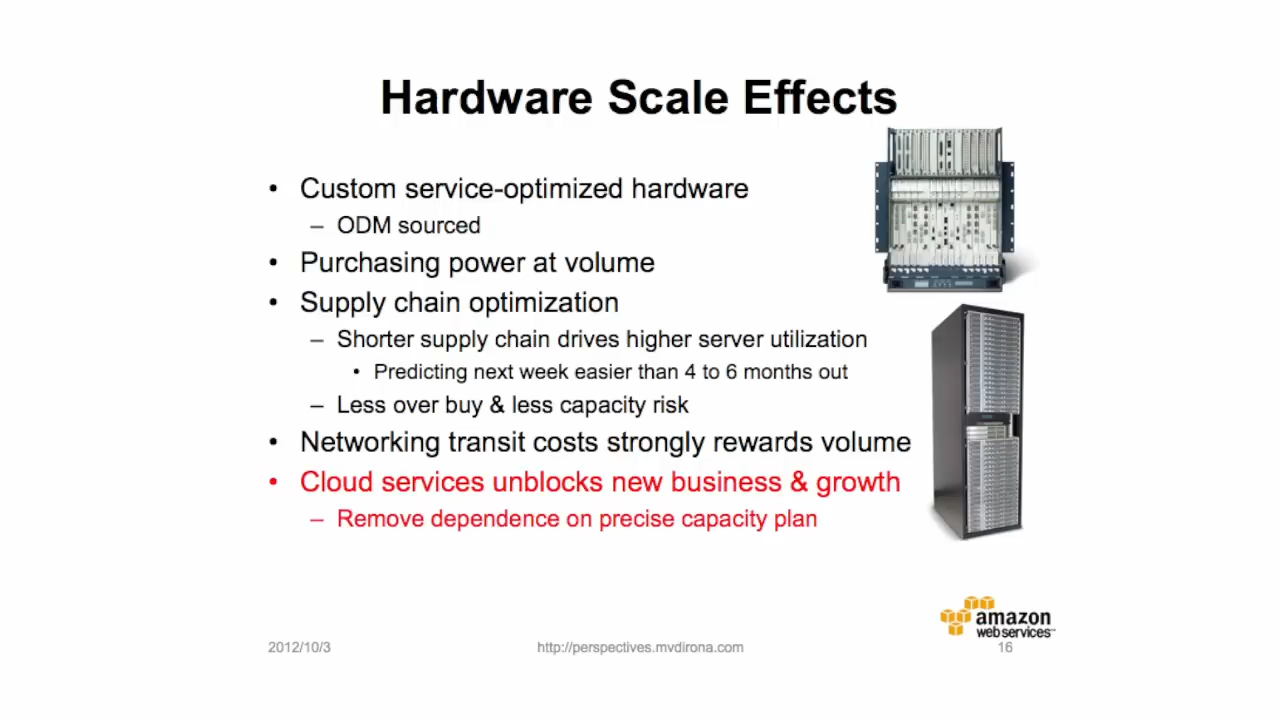 Hardware Scale Effects
• Custom service-optimized hardware
– ODM sourced
• Purchasing power at volume
• Supply chain optimization
– Shorter supply chain drives higher server utilization
• Predicting next week easier than 4 to 6 months out
– Less over buy & less capacity risk
• Networking transit costs strongly rewards volume
• Cloud services unblocks new business & growth
– Remove dependence on precise capacity plan
amazon
webservices™
2012/10/3 http://perspectives.mvdirona.com 16